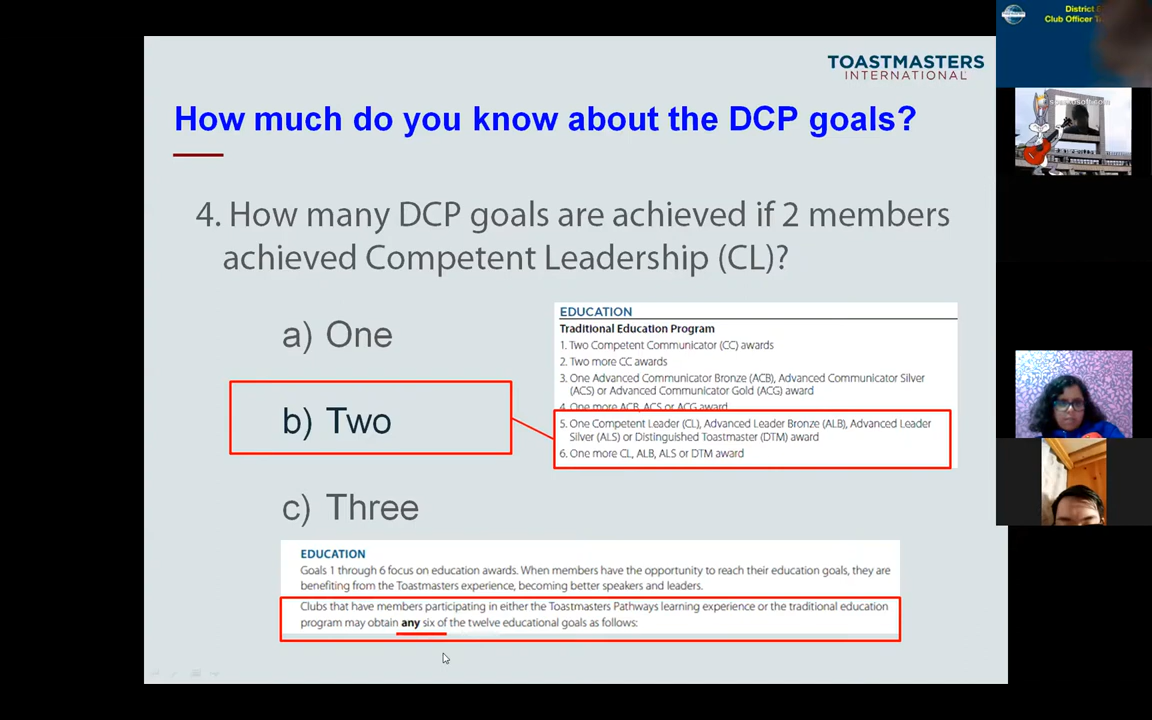 TOASTMASTERS
INTERNATIONAL
How much do you know about the DCP goals?
4. How many DCP goals are achieved if 2 members
achieved Competent Leadership (CL)?
a) One
b) Two
c) Three
EDUCATION
Traditional Education Program
1. Two Competent Communicator (CC) awards
2. Two more CC awards
3. One Advanced Communicator Bronze (ACB), Advanced Communicator Silver
(ACS) or Advanced Communicator Gold (ACG) award
4. One more ACB, ACS or ACG award
5. One Competent Leader (CL), Advanced Leader Bronze (ALB), Advanced Leader
Silver (ALS) or Distinguished Toastmaster (DTM) award
6. One more CL, ALB, ALS or DTM award
EDUCATION
Goals 1 through 6 focus on education awards. When members have the opportunity to reach their education goals, they are
benefiting from the Toastmasters experience, becoming better speakers and leaders.
Clubs that have members participating in either the Toastmasters Pathways learning experience or the traditional education
program may obtain any six of the twelve educational goals as follows:
District
Club Officer